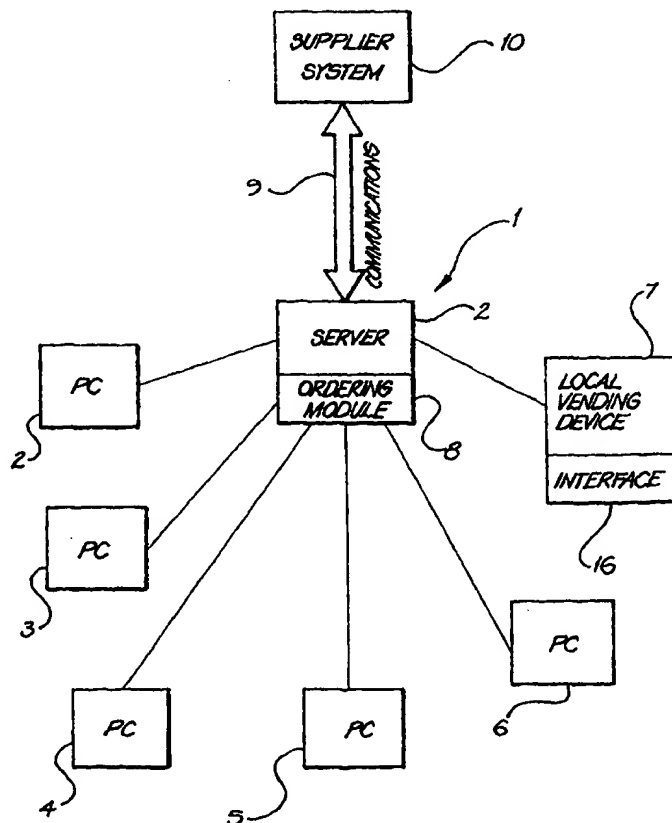 SUPPLIER
SYSTEM
10
9
COMMUNICATIONS
1
SERVER
2
ORDERING
MODULE
8
7
LOCAL
VENDING
DEVICE
INTERFACE
16
PC
2
PC
3
PC
4
PC
5
PC
6